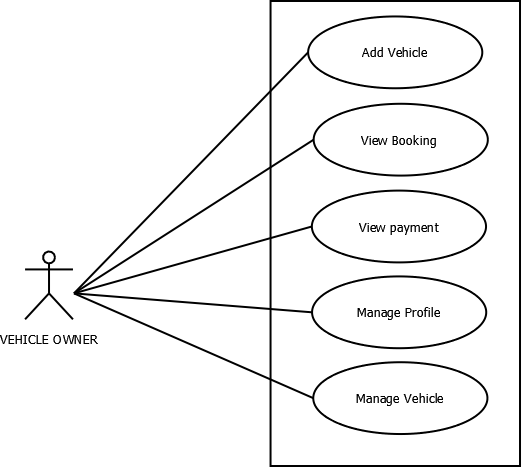 Add Vehicle
View Booking
View payment
Manage Profile
VEHICLE OWNER
Manage Vehicle